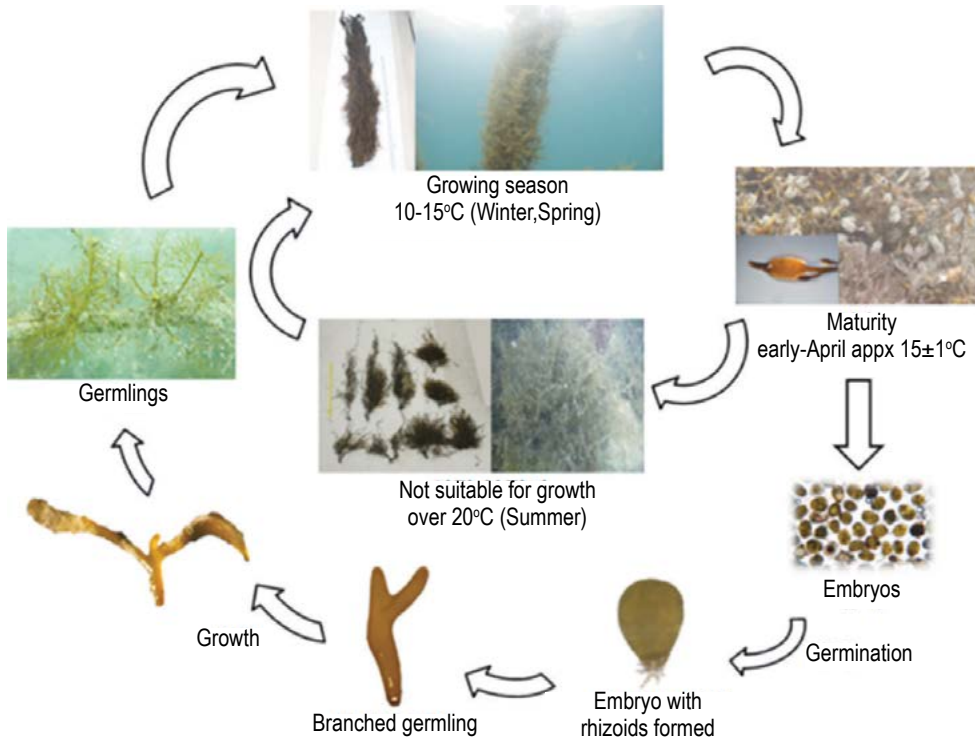 Growing season
10-15°C (Winter,Spring)
Maturity
early-April appx 15±1°C
Germlings
Not suitable for growth
over 20°C (Summer)
Embryos
Germination
Growth
Embryo with
rhizoids formed
Branched germling